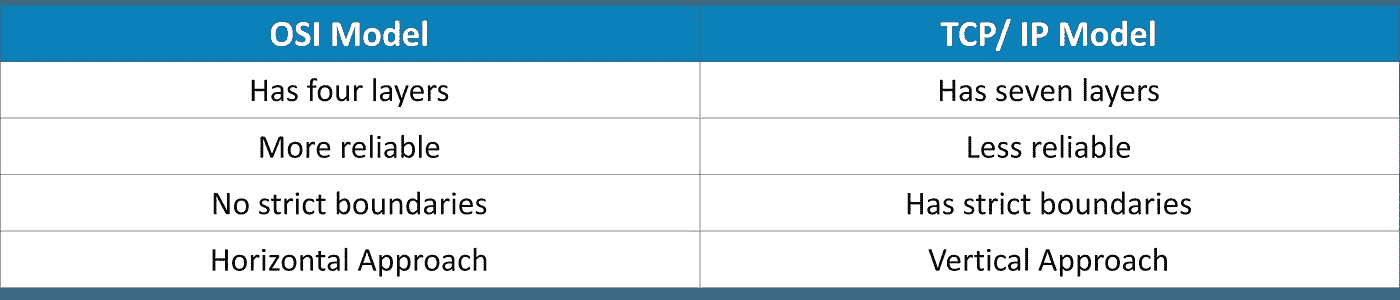 OSI Model TCP/ IP Model
Has four layers Has seven layers
More reliable Less reliable
No strict boundaries Has strict boundaries
Horizontal Approach Vertical Approach